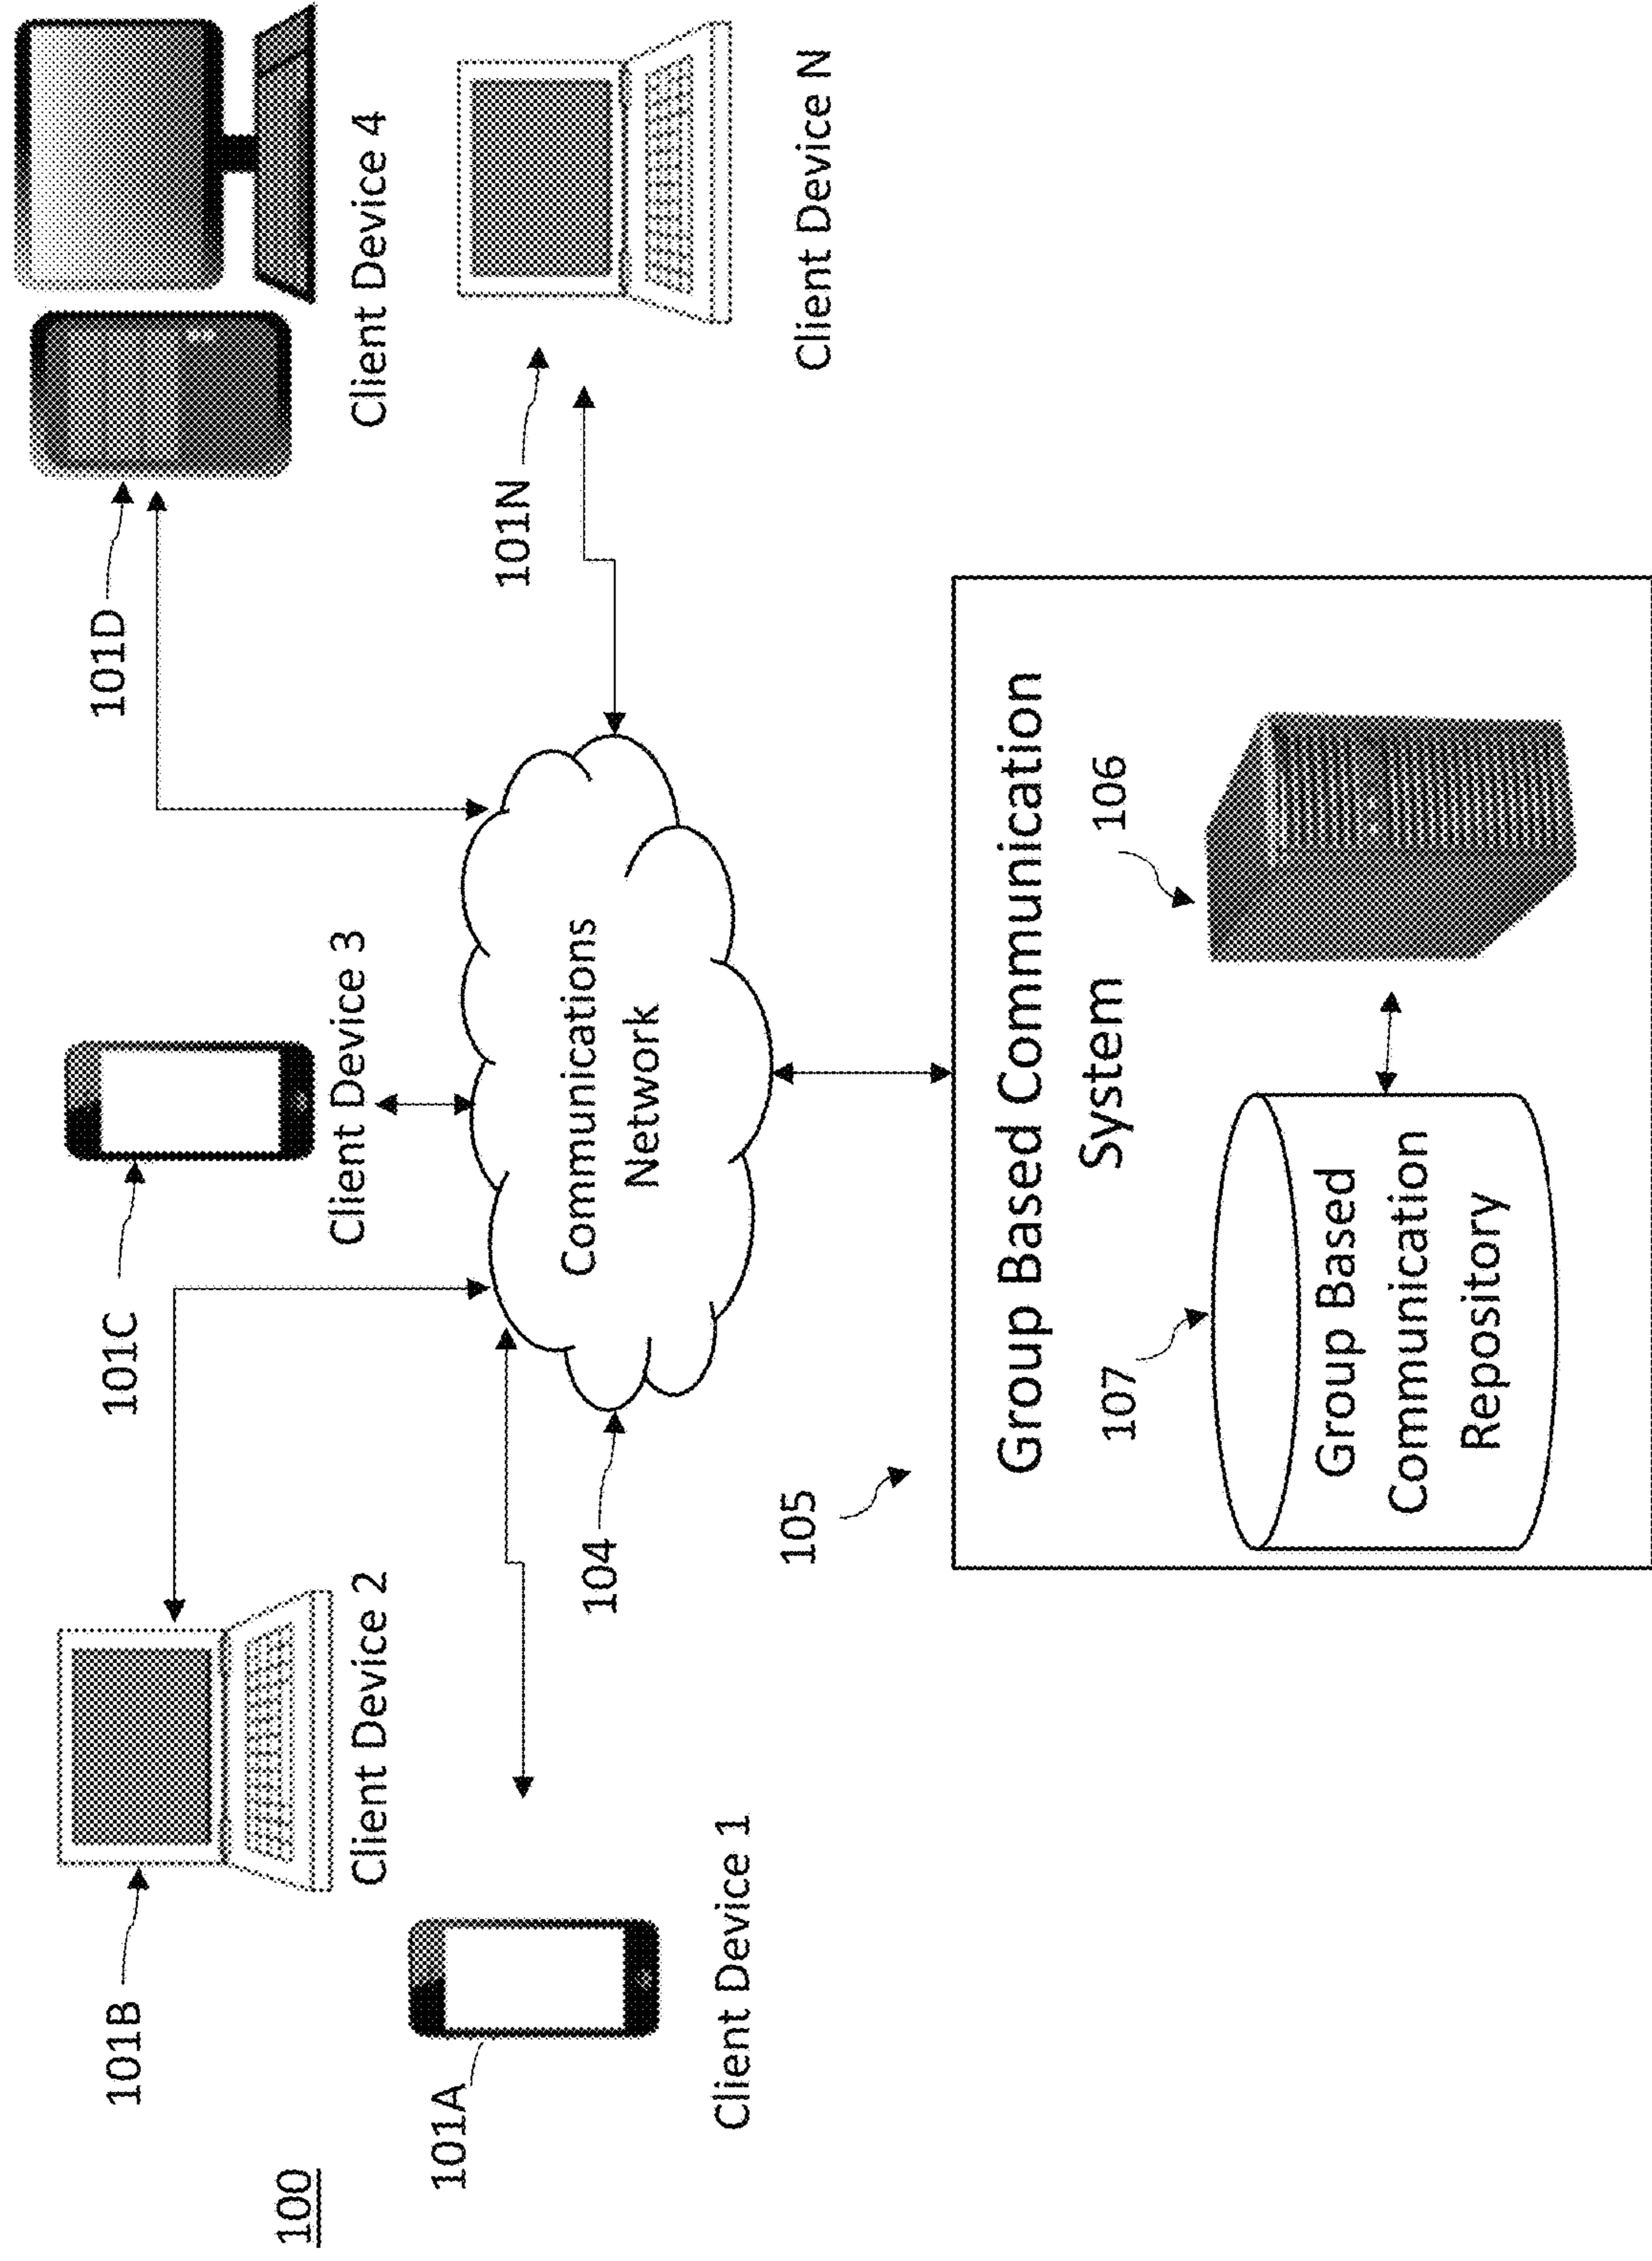 100
101A
Client Device 1
101B
Client Device 2
101C
Client Device 3
101D
Client Device 4
101N
Client Device N
104
Communications
Network
105
Group Based Communication
System
106
107
Group Based
Communication
Repository